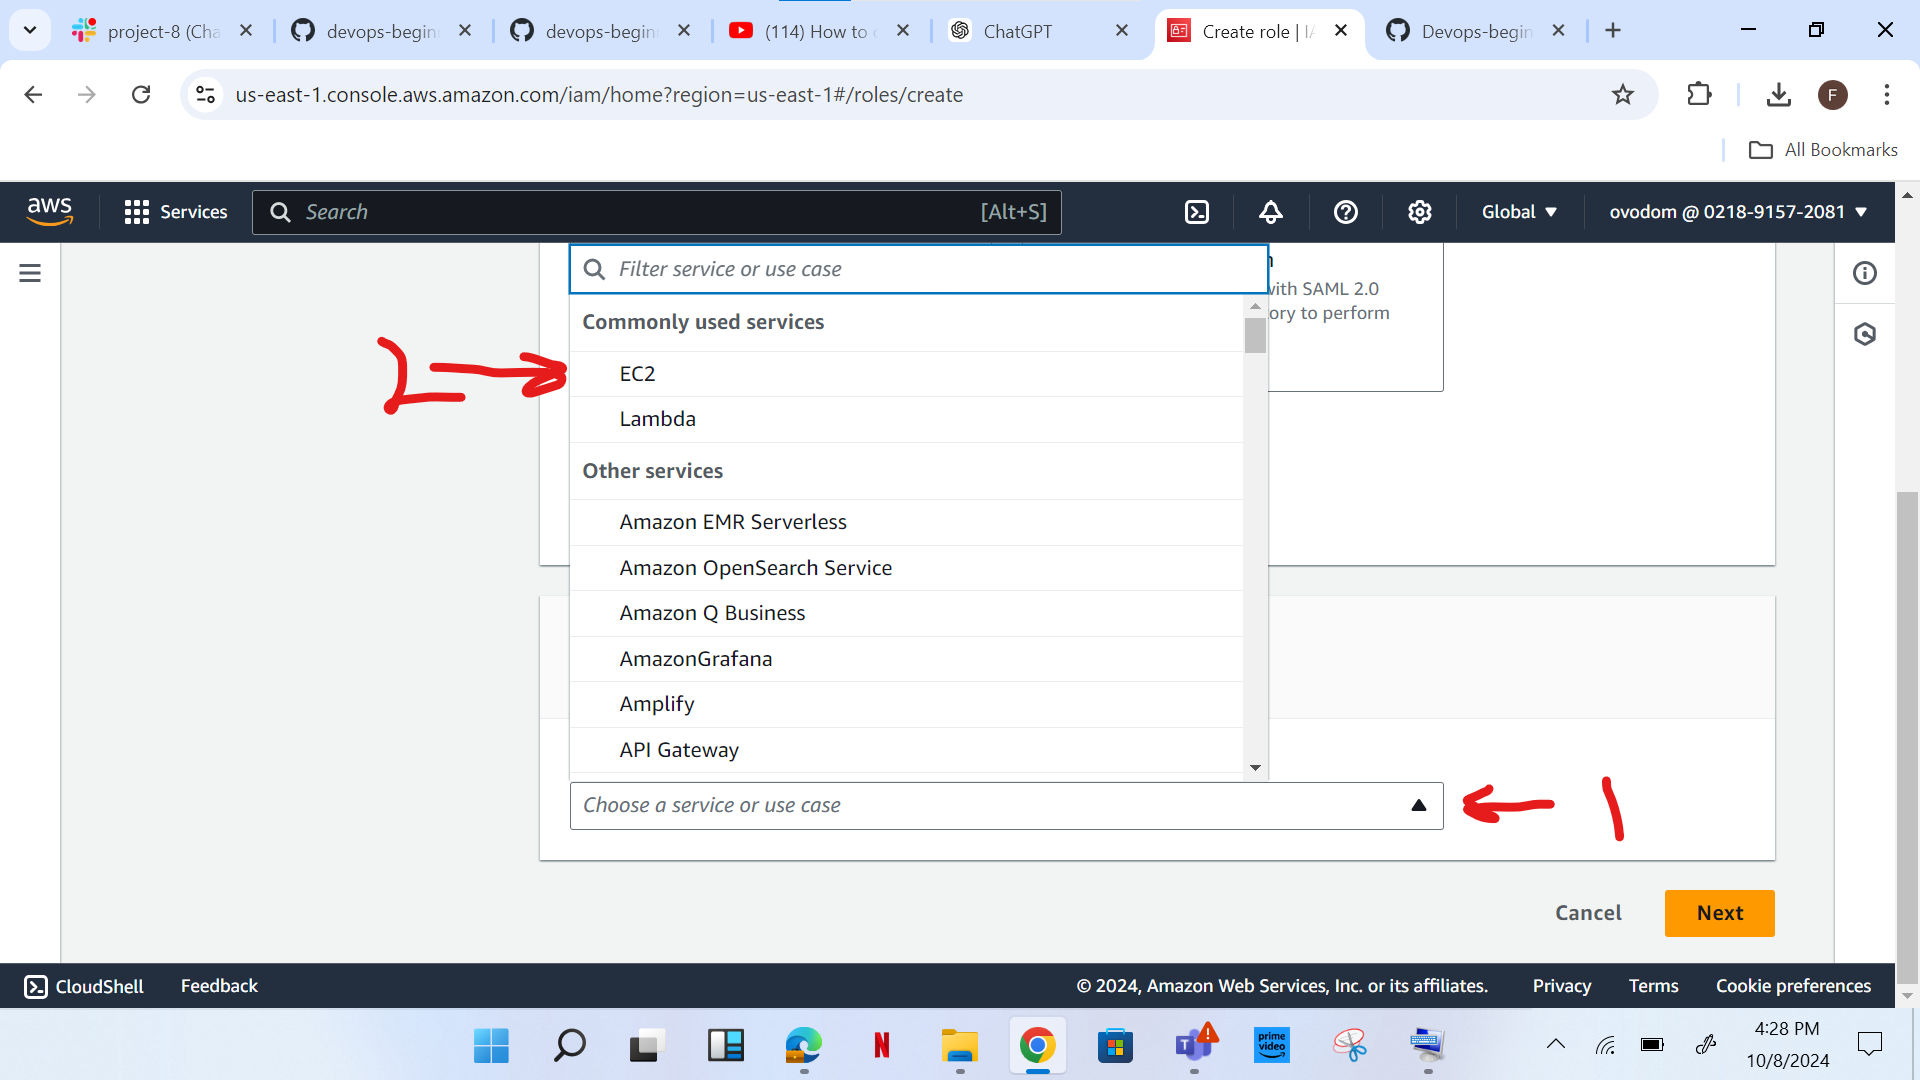 project-8 (Cha
devops-begin
devops-begin
(114) How to
ChatGPT
Create role | IA
Devops-begin
us-east-1.console.aws.amazon.com/iam/home?region=us-east-1#/roles/create
F
All Bookmarks
aws
Services
Search
[Alt+S]
Global
ovodom @ 0218-9157-2081
Filter service or use case
with SAML 2.0
ory to perform
Commonly used services
2
EC2
Lambda
Other services
Amazon EMR Serverless
Amazon OpenSearch Service
Amazon Q Business
AmazonGrafana
Amplify
API Gateway
Choose a service or use case
1
Cancel
Next
CloudShell
Feedback
© 2024, Amazon Web Services, Inc. or its affiliates.
Privacy
Terms
Cookie preferences
N
prime video
4:28 PM
10/8/2024